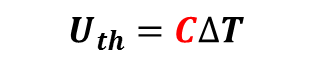 U_th = CΔT